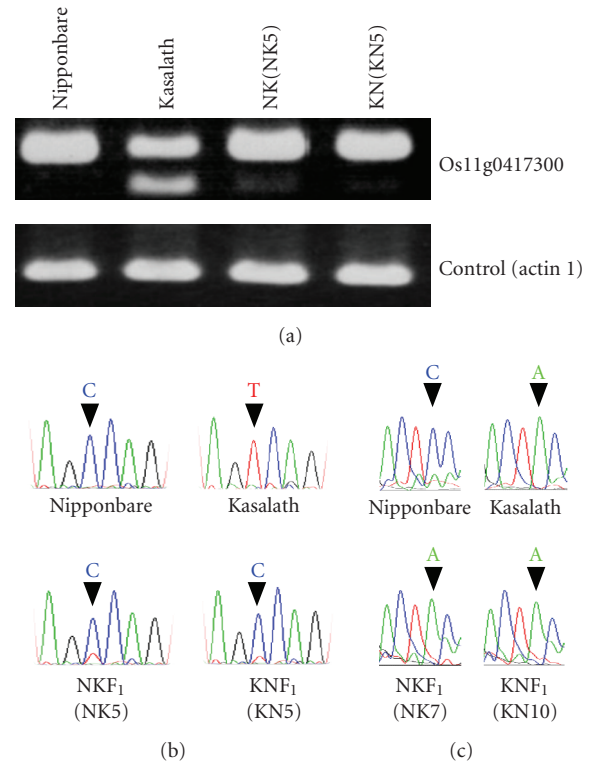 Nipponbare
Kasalath
NK(NK5)
KN(KN5)
Os11g0417300
Control (actin 1)
(a)
C
T
Nipponbare
Kasalath
C
A
Nipponbare
Kasalath
C
C
NKF₁
(NK5)
KNF₁
(KN5)
A
A
NKF₁
(NK7)
KNF₁
(KN10)
(b)
(c)